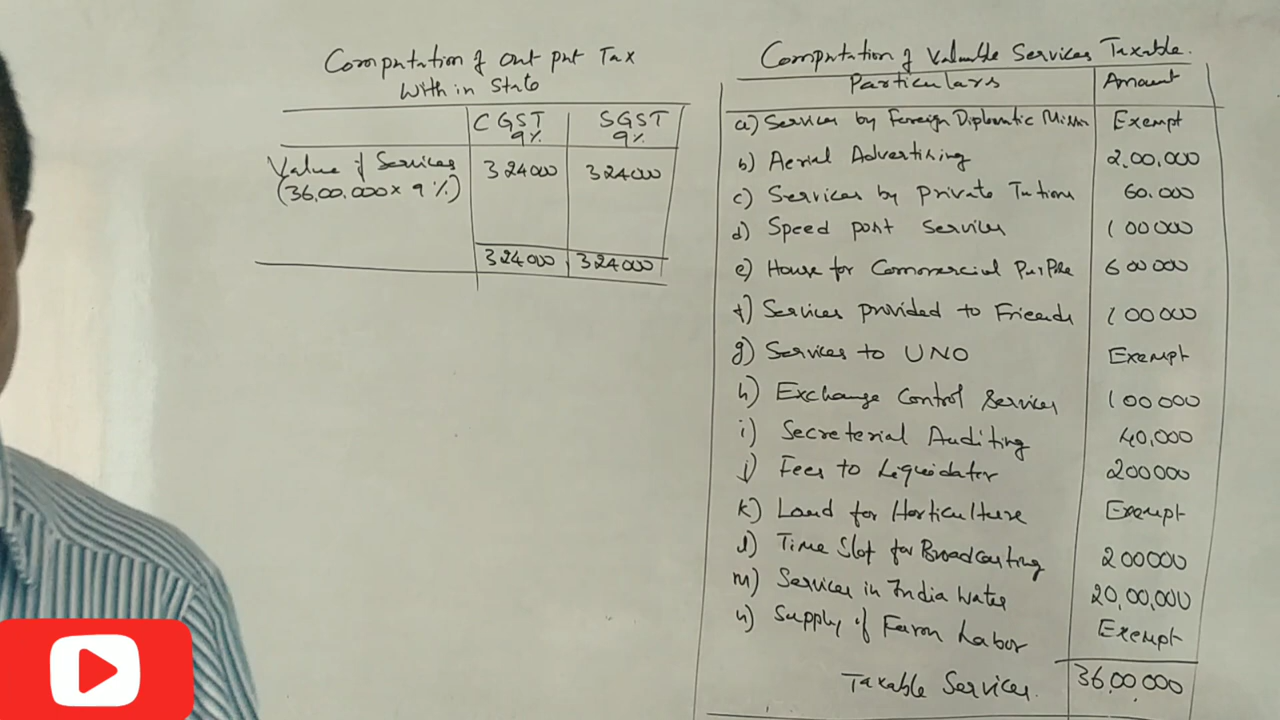 Computation of out put Tax
With in State
CGST SGST
9% 9%
Value of Services 324000 324000
(36,00,000 x 9%)
324000 324000
Computation of Valuable Services Taxable.
Particulars Amount
a) Services by Foreign Diplomatic Mission Exempt
b) Aerial Advertising 2,00,000
c) Services by Private Tutions 60.000
d) Speed post Services 100000
e) House for Commercial 600000
f) Services provided to Friends 100000
g) Services to UNO Exempt
h) Exchange Control Services 100000
i) Secreterial Auditing 40,000
j) Fees to Liquidator 200000
k) Land for Horticulture Exempt
l) Time Slot for Broadcasting 200000
m) Services in India Water 20,00,000
n) Supply of Farm Labor Exempt
Taxable Services. 36,00,000